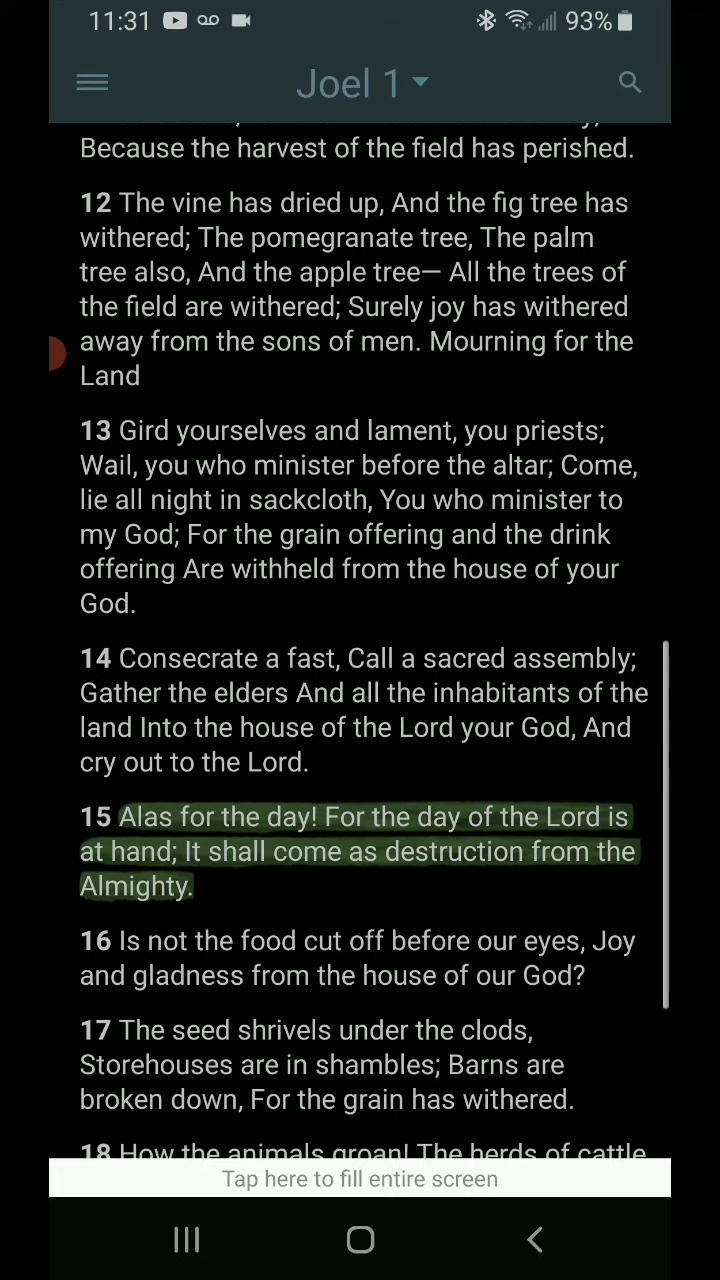 11:31 93%
Joel 1
Because the harvest of the field has perished.
12 The vine has dried up, And the fig tree has
withered; The pomegranate tree, The palm
tree also, And the apple tree— All the trees of
the field are withered; Surely joy has withered
away from the sons of men. Mourning for the
Land
13 Gird yourselves and lament, you priests;
Wail, you who minister before the altar; Come,
lie all night in sackcloth, You who minister to
my God; For the grain offering and the drink
offering Are withheld from the house of your
God.
14 Consecrate a fast, Call a sacred assembly;
Gather the elders And all the inhabitants of the
land Into the house of the Lord your God, And
cry out to the Lord.
15 Alas for the day! For the day of the Lord is
at hand; It shall come as destruction from the
Almighty.
16 Is not the food cut off before our eyes, Joy
and gladness from the house of our God?
17 The seed shrivels under the clods,
Storehouses are in shambles; Barns are
broken down, For the grain has withered.
18 How the animals groan! The herds of cattle
Tap here to fill entire screen